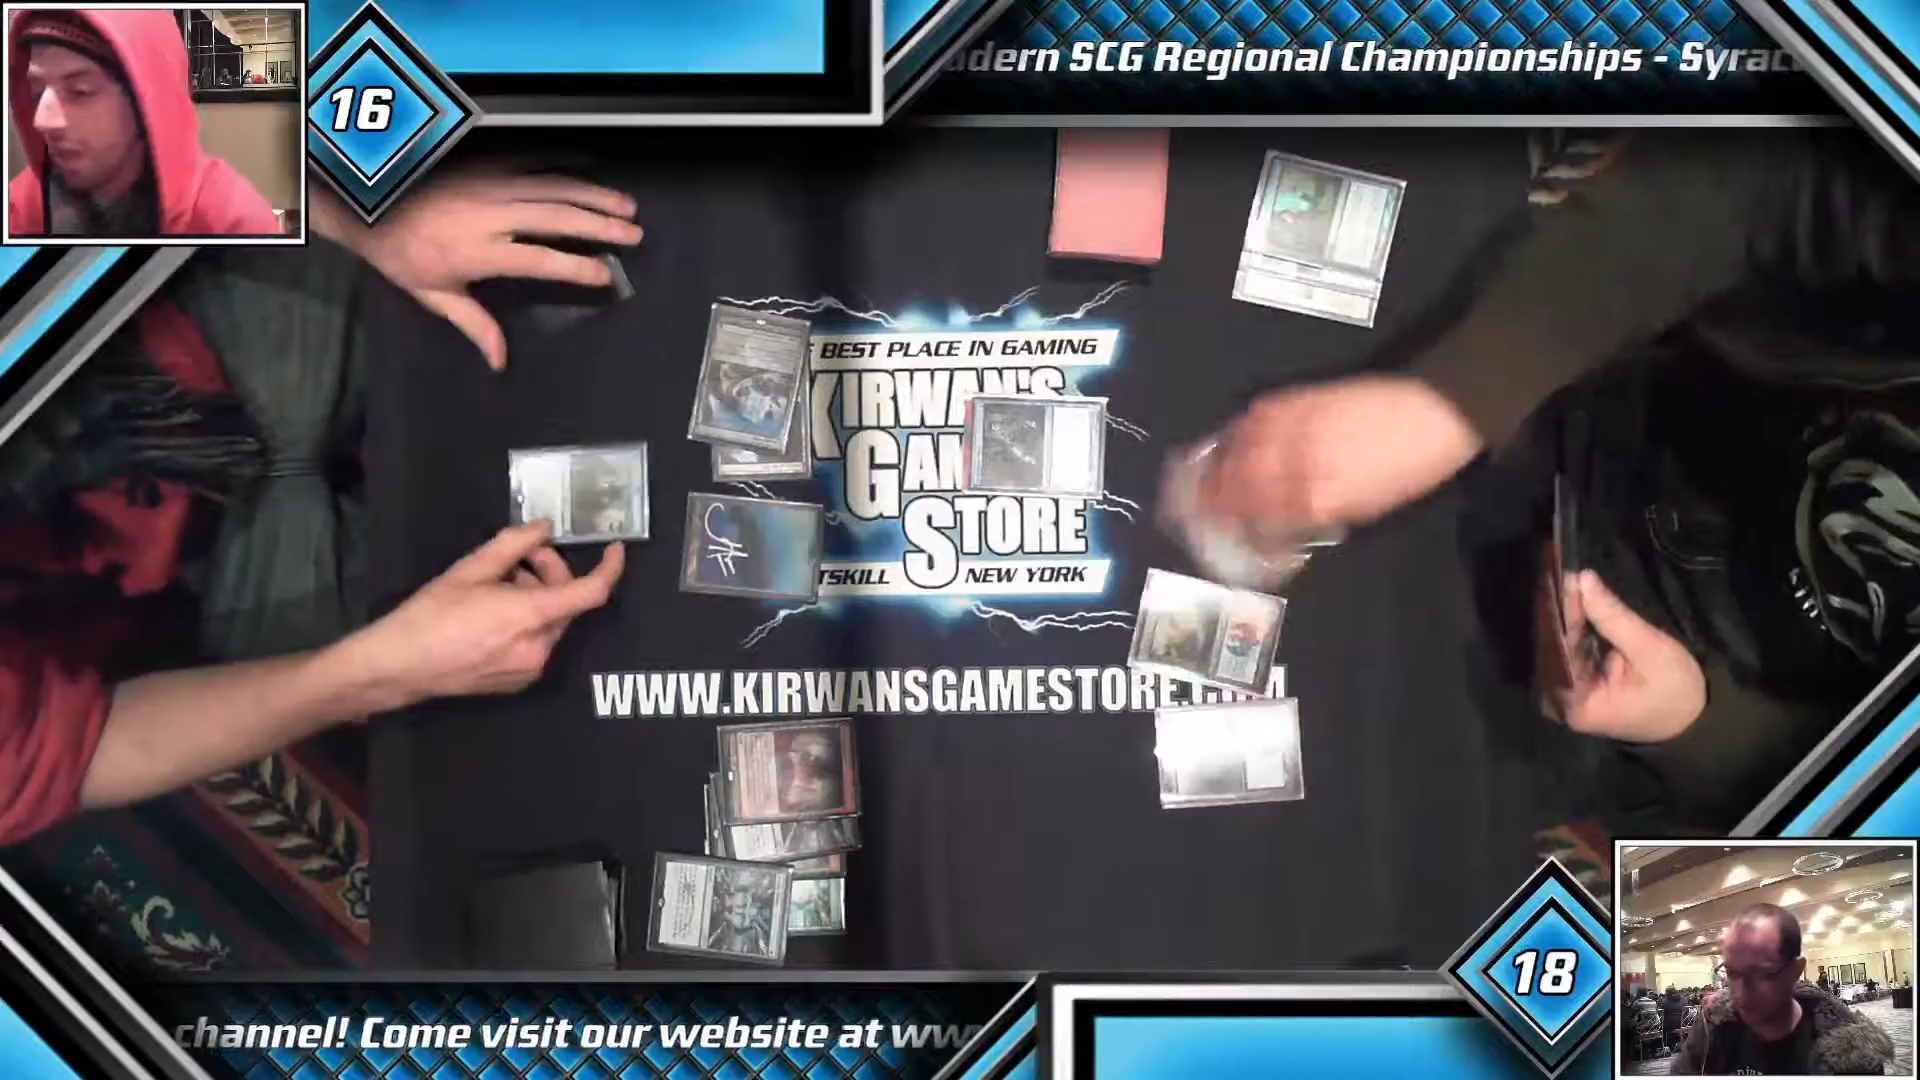 16
odern SCG Regional Championships - Syrac
BEST PLACE IN GAMING
KIRWAN'S
GAM
STORE
TSKILL
NEW YORK
WWW.KIRWANSGAMESTORE.COM
18
channel! Come visit our website at ww